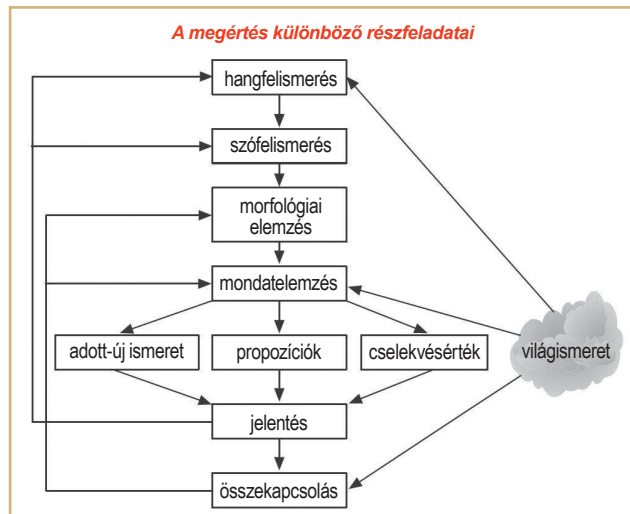 A megértés különböző részfeladatai
hangfelismerés
szófelismerés
morfológiai
elemzés
mondatelemzés
adott-új ismeret
propozíciók
cselekvésérték
világismeret
jelentés
összekapcsolás